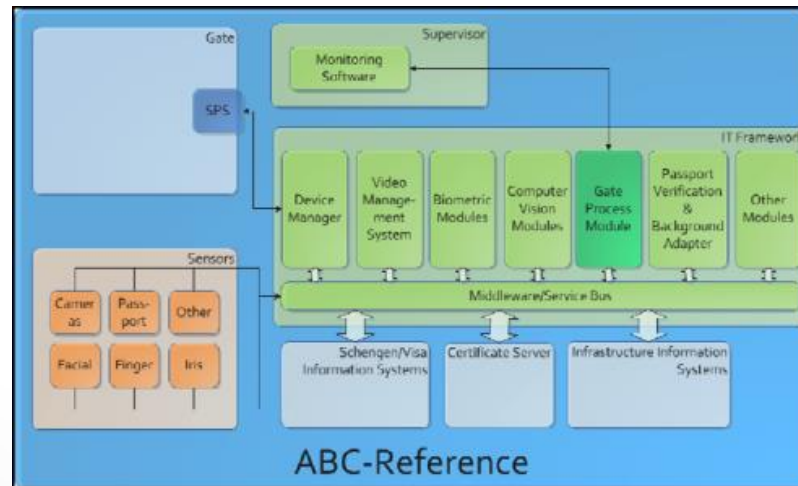 Gate
Supervisor
Monitoring
Software
SPS
IT Framework
Device
Manager
Video
Manage-
ment
System
Biometric
Modules
Computer
Vision
Modules
Gate
Process
Module
Passport
Verification
&
Background
Adapter
Other
Modules
Sensors
Camer
as
Pass-
port
Other
Facial
Finger
Iris
Middleware/Service Bus
Schengen/Visa
Information Systems
Certificate Server
Infrastructure Information
Systems
ABC-Reference